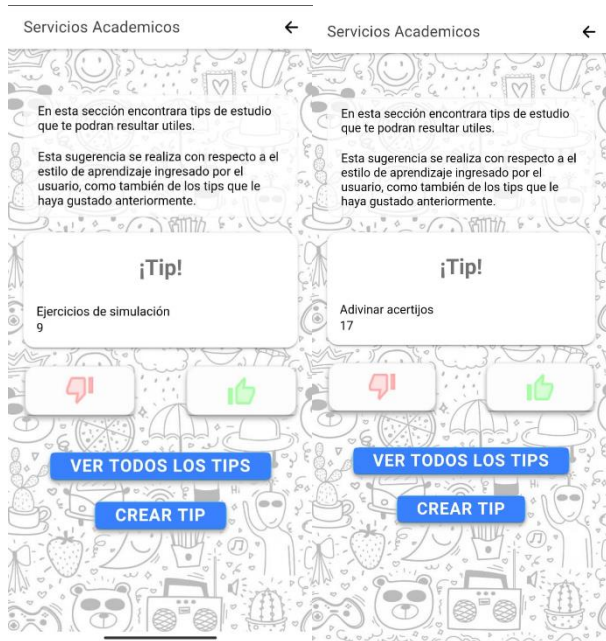 Servicios Academicos
En esta sección encontrara tips de estudio
que te podran resultar utiles.
Esta sugerencia se realiza con respecto a el
estilo de aprendizaje ingresado por el
usuario, como también de los tips que le
haya gustado anteriormente.
¡Tip!
Ejercicios de simulación
9
VER TODOS LOS TIPS
CREAR TIP
Servicios Academicos
En esta sección encontrara tips de estudio
que te podran resultar utiles.
Esta sugerencia se realiza con respecto a el
estilo de aprendizaje ingresado por el
usuario, como también de los tips que le
haya gustado anteriormente.
¡Tip!
Adivinar acertijos
17
VER TODOS LOS TIPS
CREAR TIP